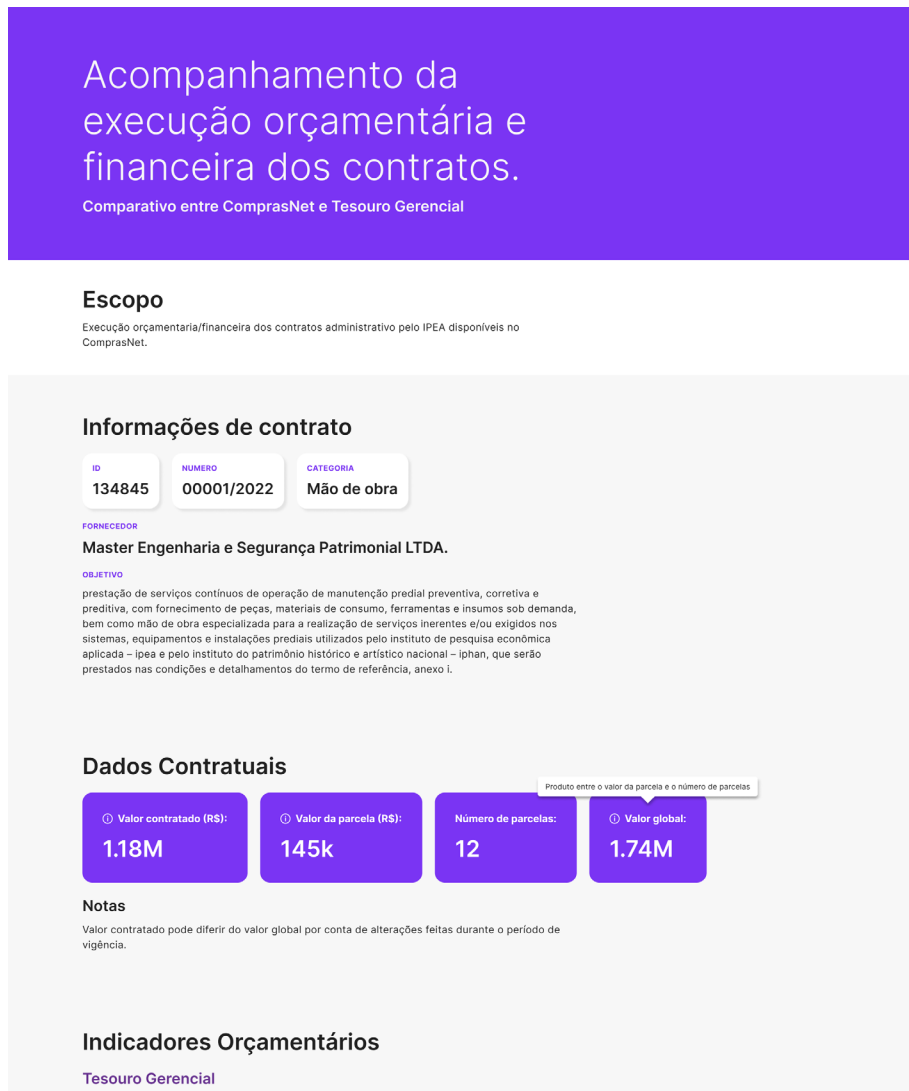 Acompanhamento da
execução orçamentária e
financeira dos contratos.
Comparativo entre ComprasNet e Tesouro Gerencial
Escopo
Execução orçamentaria/financeira dos contratos administrativo pelo IPEA disponíveis no
ComprasNet.
Informações de contrato
ID
134845
NUMERO
00001/2022
CATEGORIA
Mão de obra
FORNECEDOR
Master Engenharia e Segurança Patrimonial LTDA.
OBJETIVO
prestação de serviços contínuos de operação de manutenção predial preventiva, corretiva e
preditiva, com fornecimento de peças, materiais de consumo, ferramentas e insumos sob demanda,
bem como mão de obra especializada para a realização de serviços inerentes e/ou exigidos nos
sistemas, equipamentos e instalações prediais utilizados pelo instituto de pesquisa econômica
aplicada – ipea e pelo instituto do patrimônio histórico e artístico nacional – iphan, que serão
prestados nas condições e detalhamentos do termo de referência, anexo i.
Dados Contratuais
Produto entre o valor da parcela e o número de parcelas
Valor contratado (R$):
1.18M
Valor da parcela (R$):
145k
Número de parcelas:
12
Valor global:
1.74M
Notas
Valor contratado pode diferir do valor global por conta de alterações feitas durante o período de
vigência.
Indicadores Orçamentários
Tesouro Gerencial